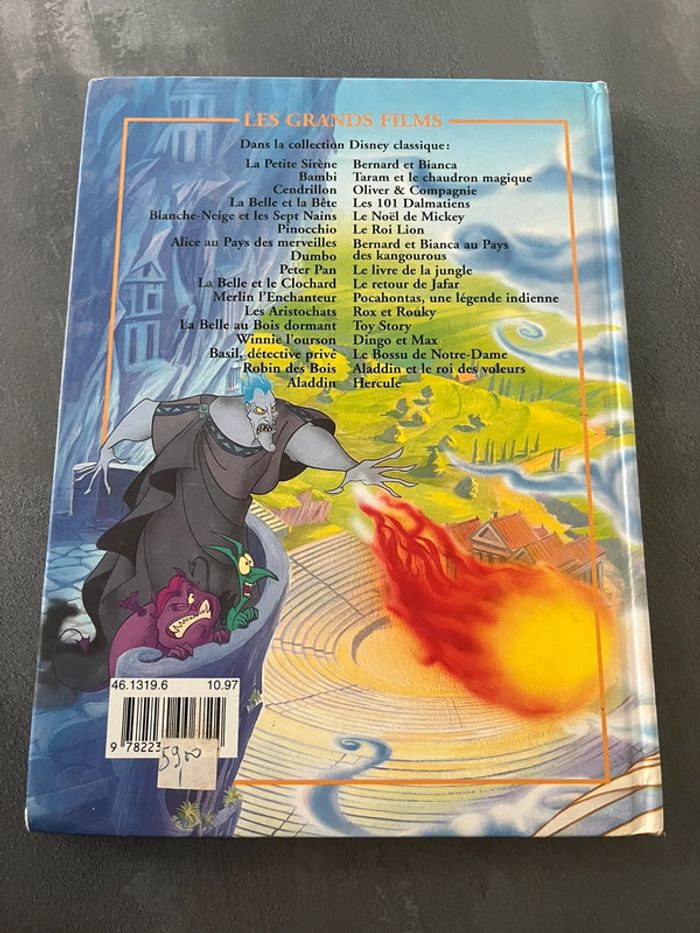 LES GRANDS FILMS
Dans la collection Disney classique :
La Petite Sirène
Bambi
Cendrillon
La Belle et la Bête
Blanche-Neige et les Sept Nains
Pinocchio
Alice au Pays des merveilles
Dumbo
Peter Pan
La Belle et le Clochard
Merlin l'Enchanteur
Les Aristochats
La Belle au Bois dormant
Winnie l'ourson
Basil, détective privé
Robin des Bois
Aladdin
Bernard et Bianca
Taram et le chaudron magique
Oliver & Compagnie
Les 101 Dalmatiens
Le Noël de Mickey
Le Roi Lion
Bernard et Bianca au Pays
des kangourous
Le livre de la jungle
Le retour de Jafar
Pocahontas, une légende indienne
Rox et Rouky
Toy Story
Dingo et Max
Le Bossu de Notre-Dame
Aladdin et le roi des voleurs
Hercule
46.1319.6 10.97
9 78223
5900